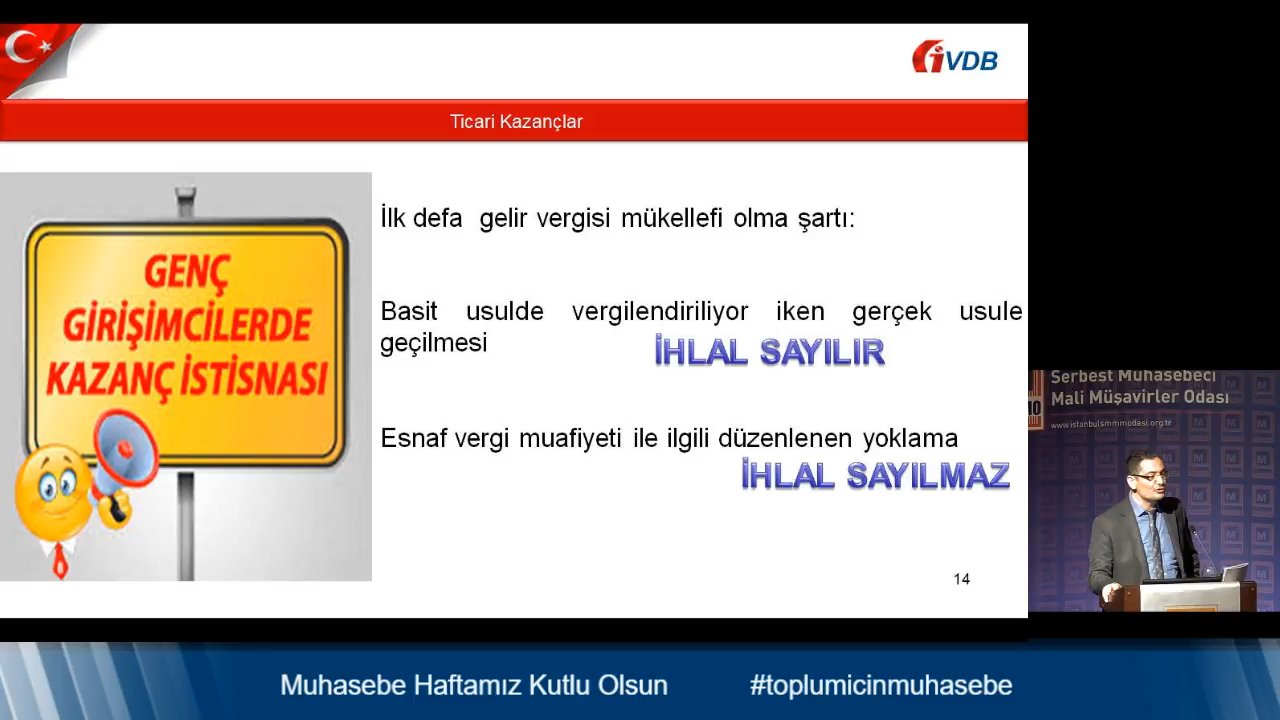 iVDB
Ticari Kazançlar
GENÇ
GİRİŞİMCİLERDE
KAZANÇ İSTİSNASI
İlk defa gelir vergisi mükellefi olma şartı:
Basit usulde vergilendiriliyor iken gerçek usule
geçilmesi
İHLAL SAYILIR
Esnaf vergi muafiyeti ile ilgili düzenlenen yoklama
İHLAL SAYILMAZ
14
Serbest Muhasebeci
Mali Müşavirler Odası
www.istanbulsmmmodasi.org.tr
Muhasebe Haftamız Kutlu Olsun
#toplumicinmuhasebe